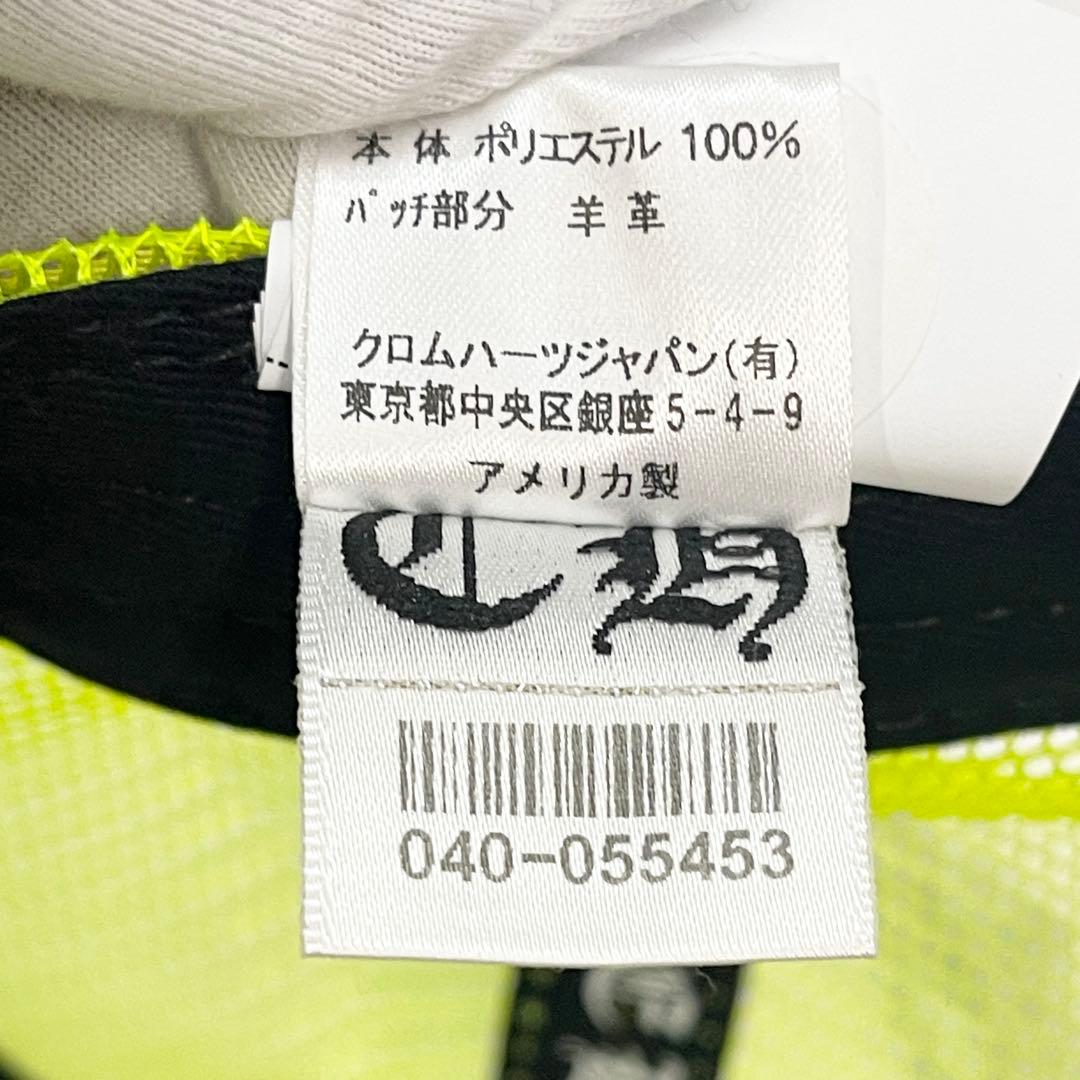 本体 ポリエステル 100%
パッチ部分 羊革
クロムハーツジャパン(有)
東京都中央区銀座5-4-9
アメリカ製
CH
040-055453